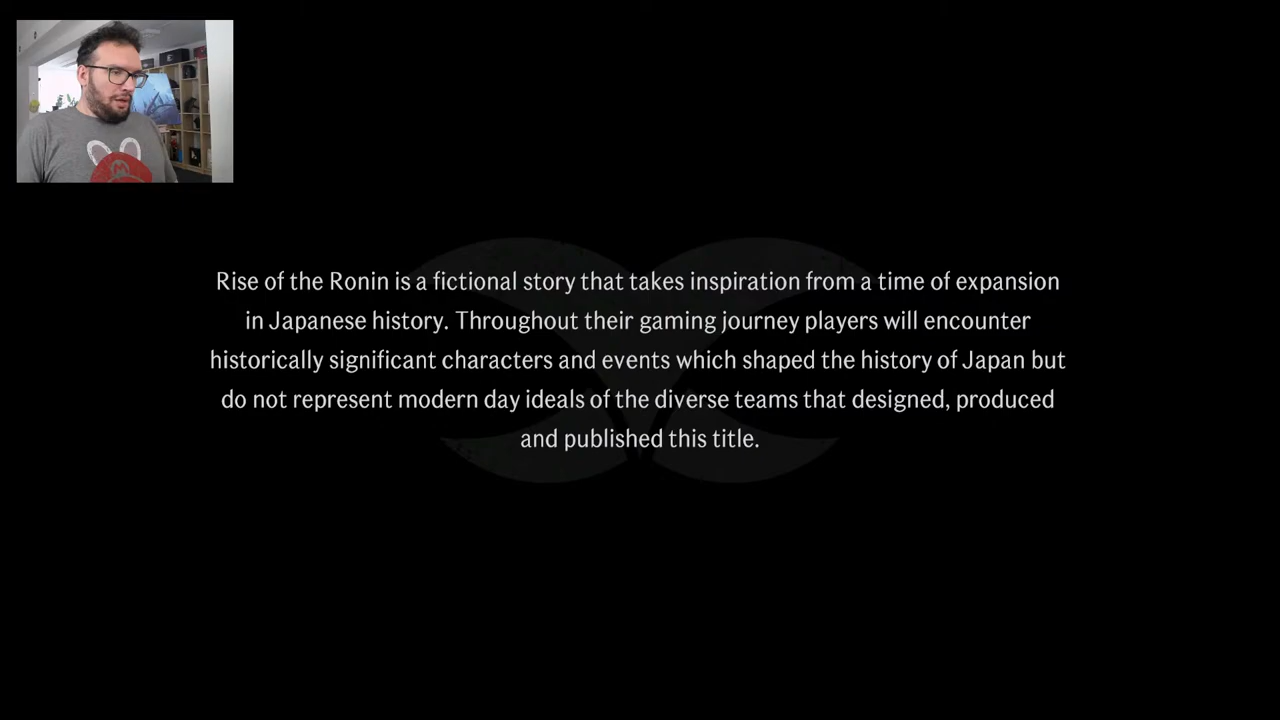 Rise of the Ronin is a fictional story that takes inspiration from a time of expansion
in Japanese history. Throughout their gaming journey players will encounter
historically significant characters and events which shaped the history of Japan but
do not represent modern day ideals of the diverse teams that designed, produced
and published this title.